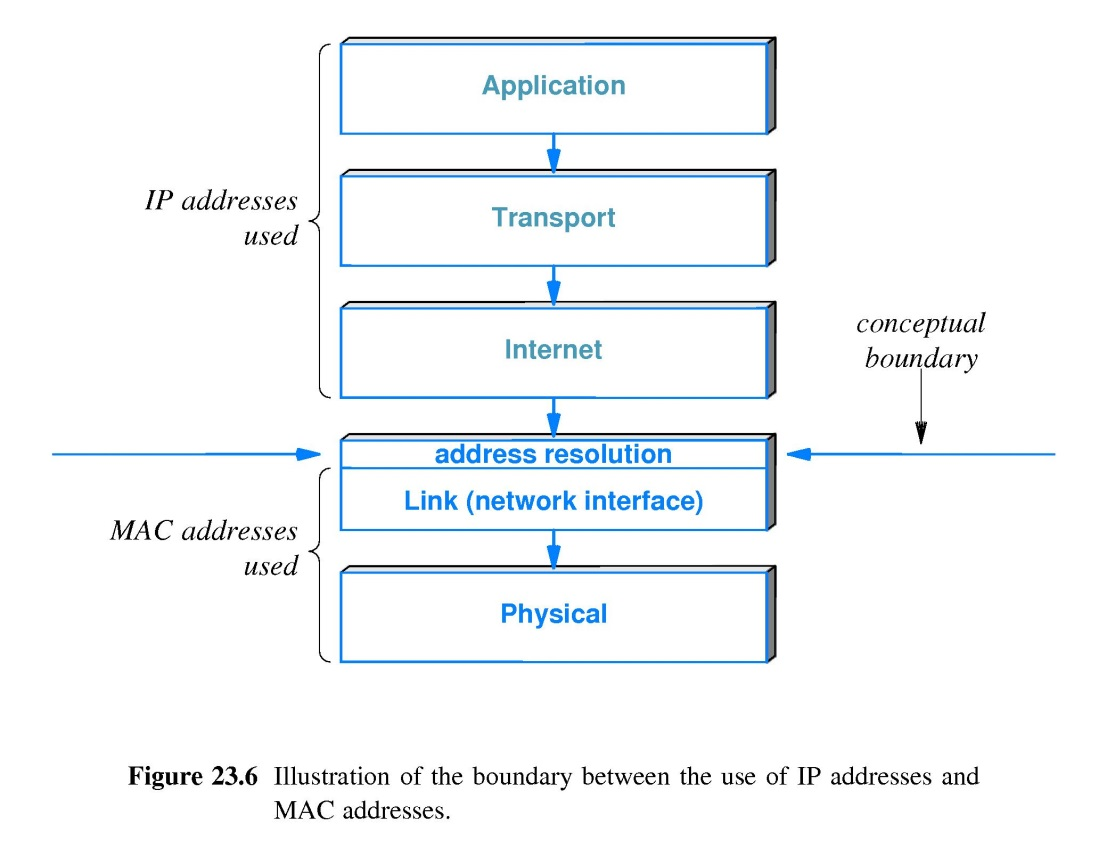 Application
IP addresses
used
Transport
Internet
conceptual
boundary
address resolution
Link (network interface)
MAC addresses
used
Physical
Figure 23.6 Illustration of the boundary between the use of IP addresses and
MAC addresses.